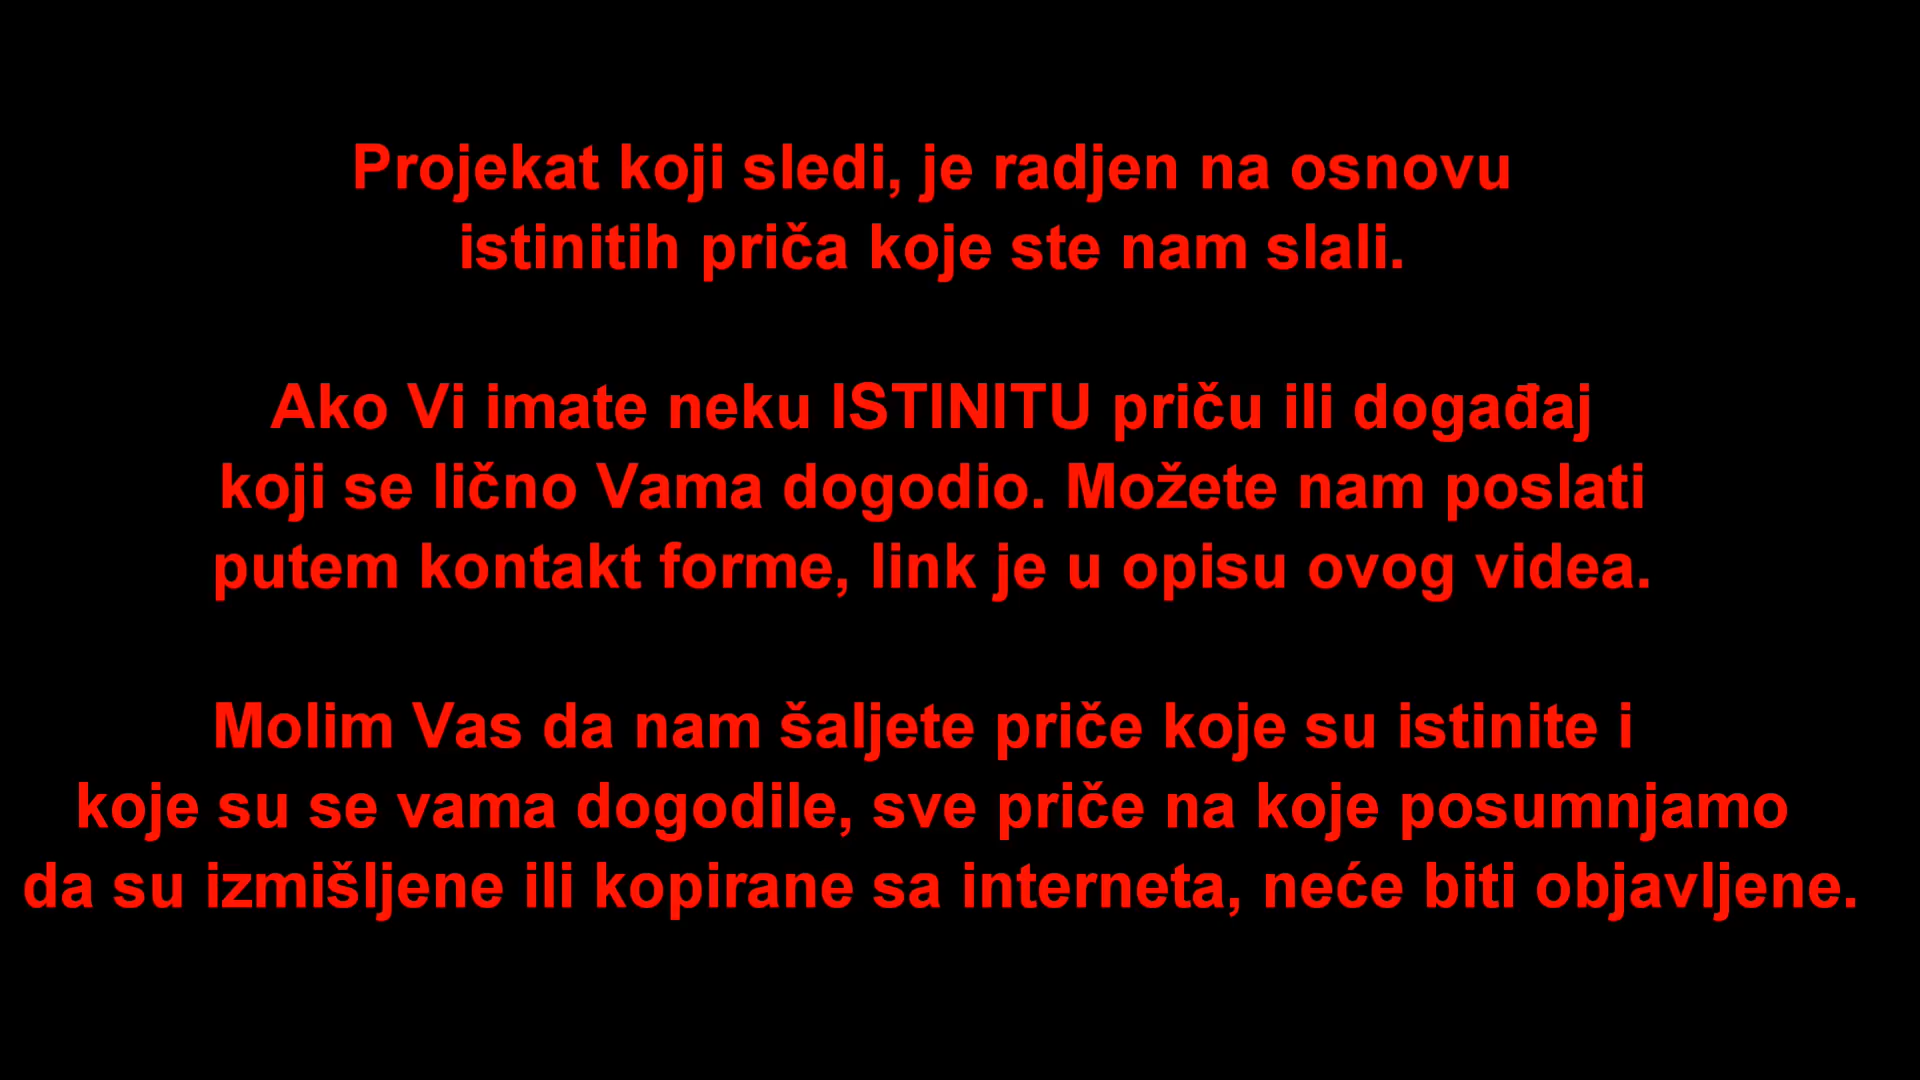 Projekat koji sledi, je radjen na osnovu
istinitih priča koje ste nam slali.
Ako Vi imate neku ISTINITU priču ili događaj
koji se lično Vama dogodio. Možete nam poslati
putem kontakt forme, link je u opisu ovog videa.
Molim Vas da nam šaljete priče koje su istinite i
koje su se vama dogodile, sve priče na koje posumnjamo
da su izmišljene ili kopirane sa interneta, neće biti objavljene.